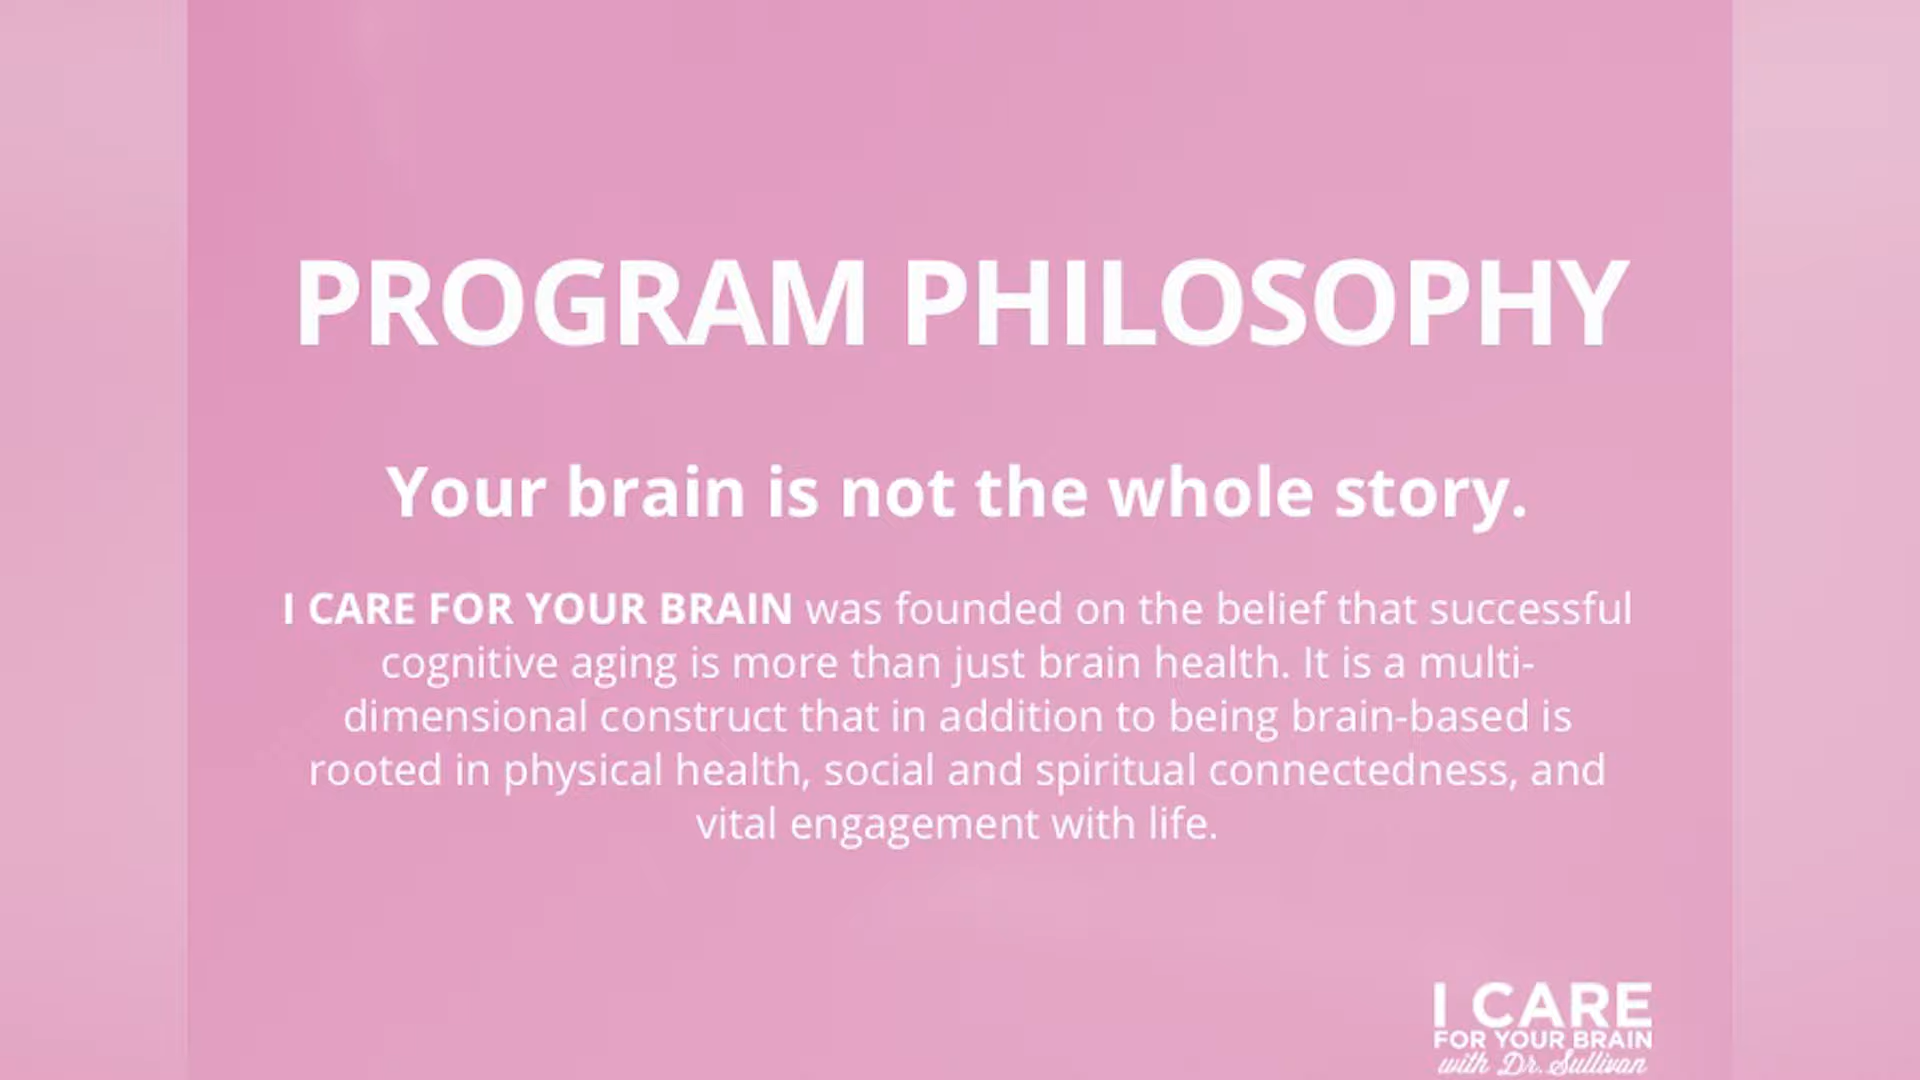 PROGRAM PHILOSOPHY
Your brain is not the whole story.
I CARE FOR YOUR BRAIN was founded on the belief that successful
cognitive aging is more than just brain health. It is a multi-
dimensional construct that in addition to being brain-based is
rooted in physical health, social and spiritual connectedness, and
vital engagement with life.
I CARE
FOR YOUR BRAIN
with Dr. Sullivan